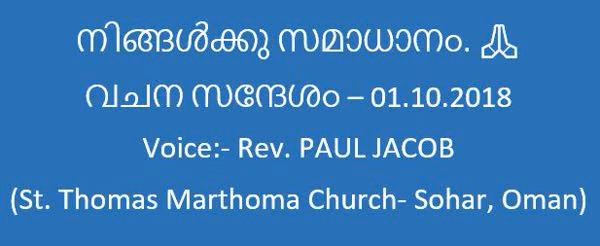 നിങ്ങൾക്കു സമാധാനം. 🙏
വചന സന്ദേശം – 01.10.2018
Voice:- Rev. PAUL JACOB
(St. Thomas Marthoma Church- Sohar, Oman)